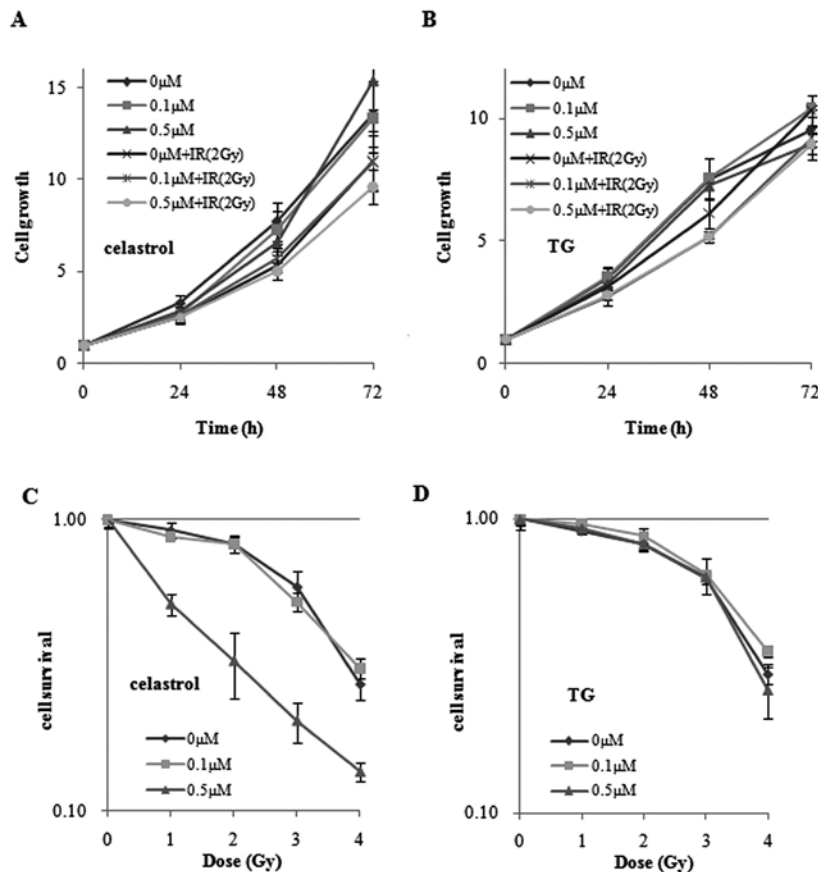 A
Cell growth
15
10
5
0
0μM
0.1μM
0.5μM
0μM+IR(2Gy)
0.1μM+IR(2Gy)
0.5μM+IR(2Gy)
celastrol
0 24 48 72
Time (h)
B
Cell growth
10
5
0
0μM
0.1μM
0.5μM
0μM+IR(2Gy)
0.1μM+IR(2Gy)
0.5μM+IR(2Gy)
TG
0 24 48 72
Time (h)
C
cell survival
1.00
0.10
celastrol
0μM
0.1μM
0.5μM
0 1 2 3 4
Dose (Gy)
D
cell survival
1.00
0.10
TG
0μM
0.1μM
0.5μM
0 1 2 3 4
Dose (Gy)